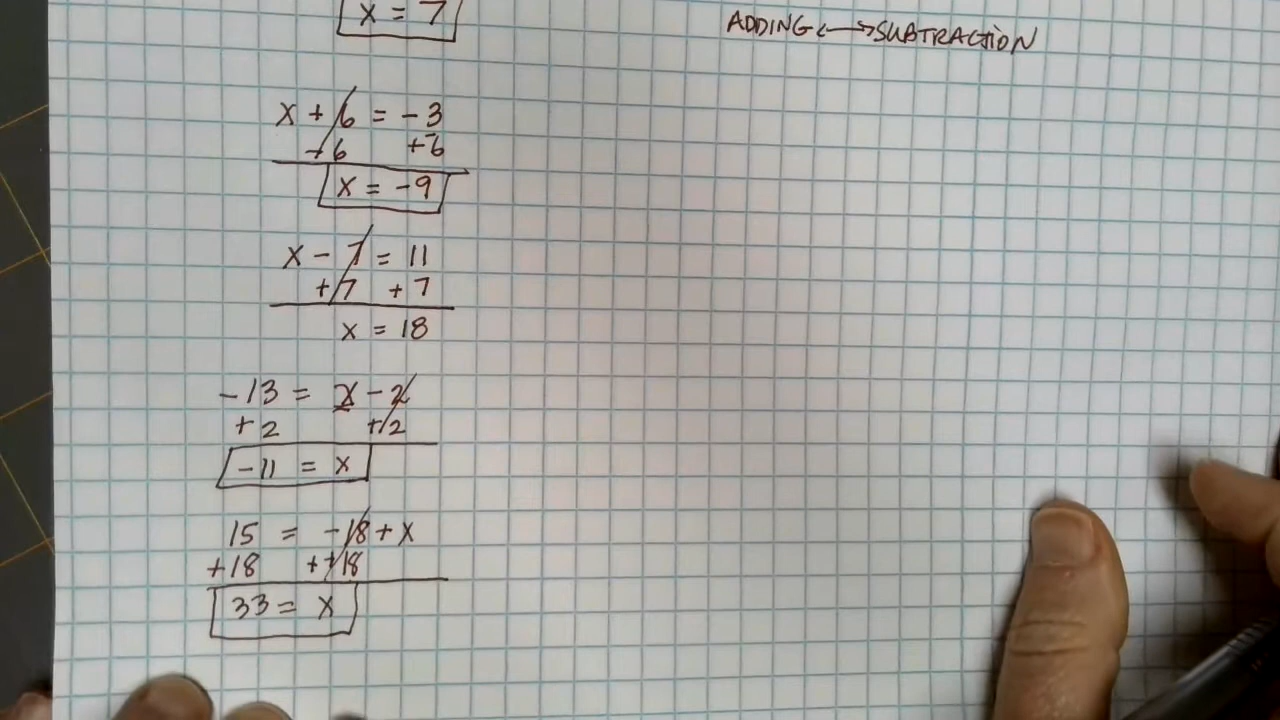 x = 7
ADDING ⟷ SUBTRACTION
x + 6 = -3
-6 +-6
x = -9
x - 7 = 11
+7 +7
x = 18
-13 = x - 2
+2 +2
-11 = x
15 = -18 + x
+18 ++18
33 = x